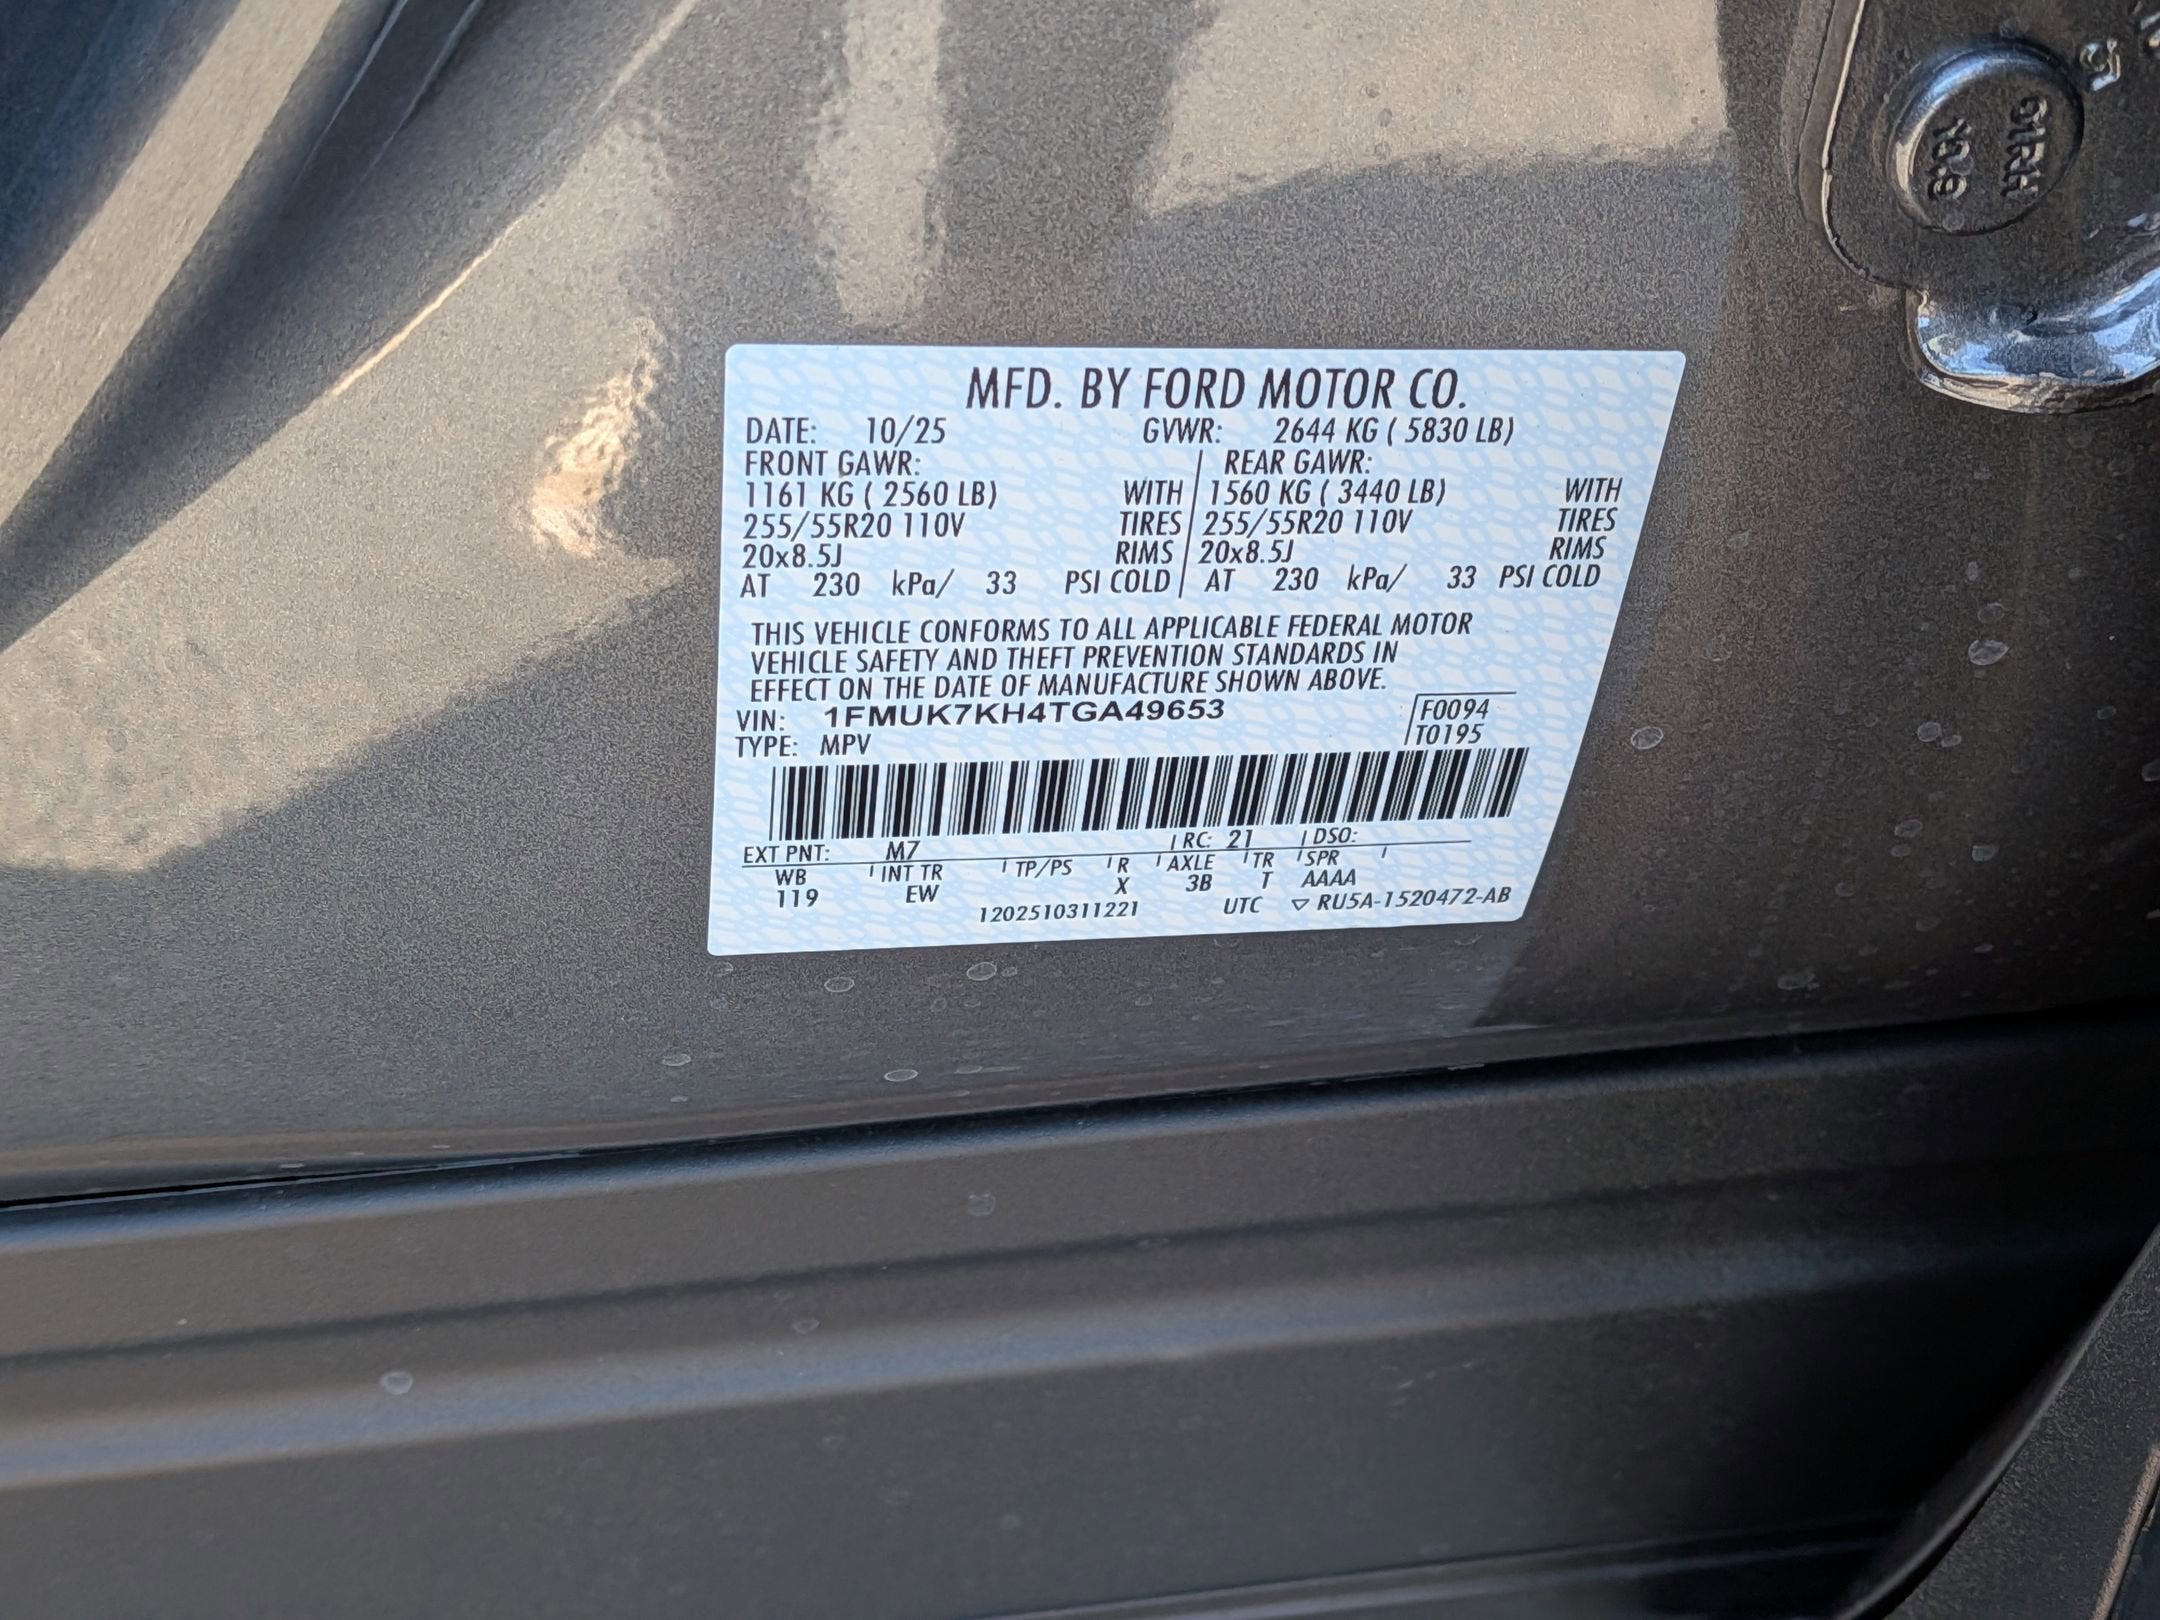 MFD. BY FORD MOTOR CO.
DATE: 10/25 GVWR: 2644 KG ( 5830 LB)
FRONT GAWR: REAR GAWR:
1161 KG ( 2560 LB) WITH 1560 KG ( 3440 LB) WITH
255/55R20 110V TIRES 255/55R20 110V TIRES
20x8.5J RIMS 20x8.5J RIMS
AT 230 kPa/ 33 PSI COLD AT 230 kPa/ 33 PSI COLD
THIS VEHICLE CONFORMS TO ALL APPLICABLE FEDERAL MOTOR
VEHICLE SAFETY AND THEFT PREVENTION STANDARDS IN
EFFECT ON THE DATE OF MANUFACTURE SHOWN ABOVE.
VIN: 1FMUK7KH4TGA49653 F0094
TYPE: MPV T0195
EXT PNT: M7 RC: 21 DSO:
WB INT TR TP/PS R AXLE TR SPR
119 EW X 3B T AAAA
1202510311221 UTC ▽ RU5A-1520472-AB